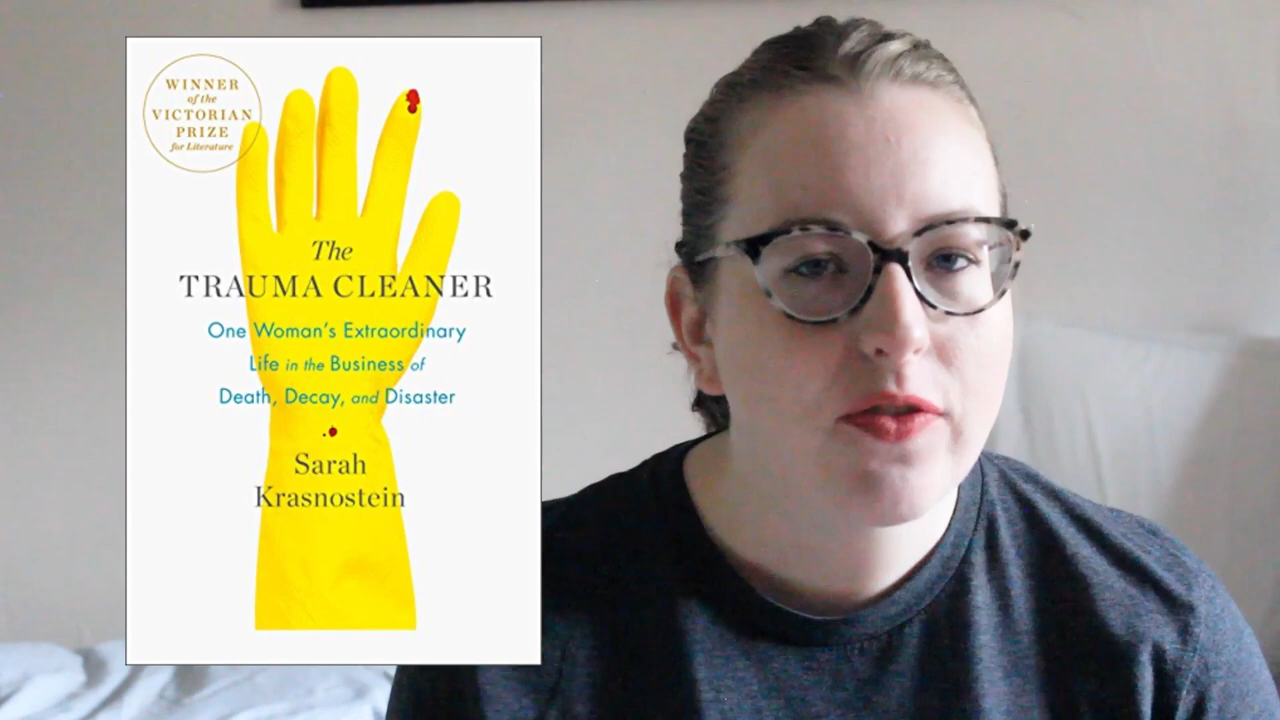 WINNER
of the
VICTORIAN
PRIZE
for Literature
The
TRAUMA CLEANER
One Woman's Extraordinary
Life in the Business of
Death, Decay, and Disaster
Sarah
Krasnostein